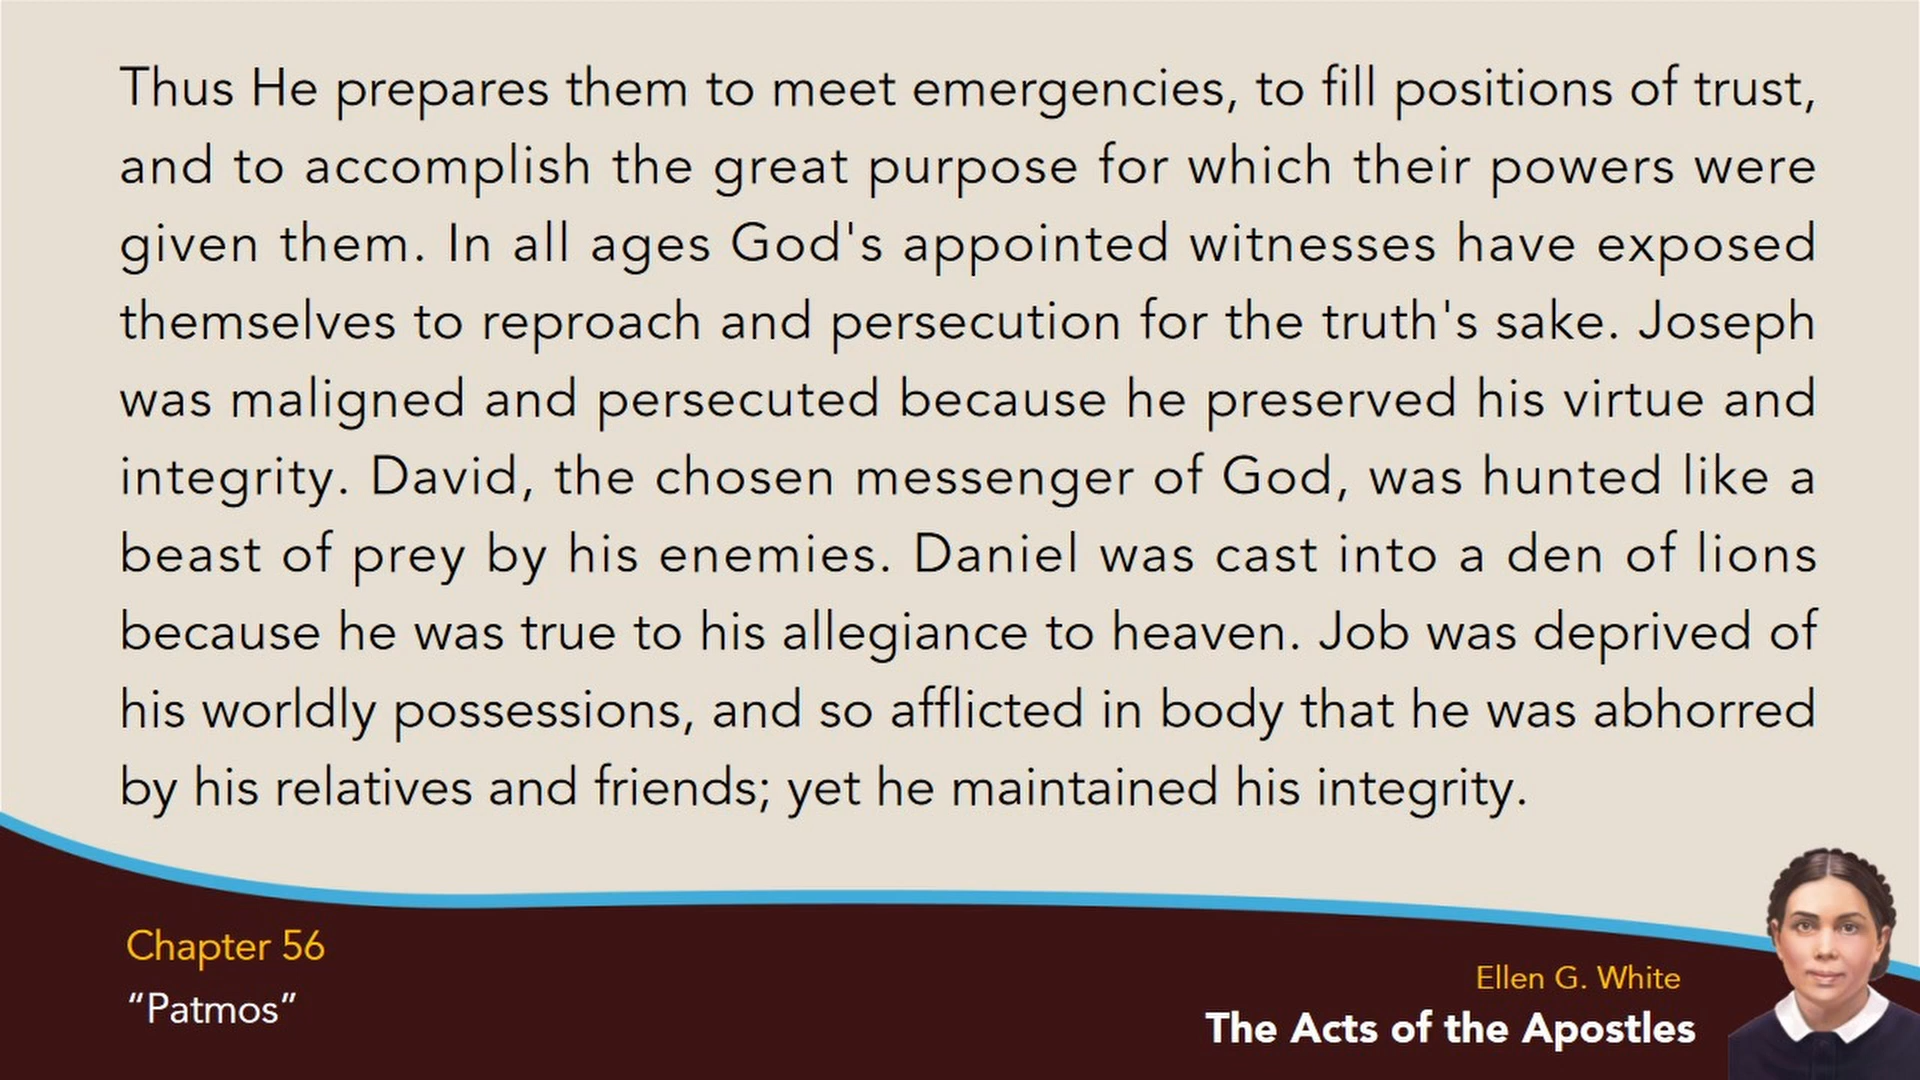 Thus He prepares them to meet emergencies, to fill positions of trust,
and to accomplish the great purpose for which their powers were
given them. In all ages God's appointed witnesses have exposed
themselves to reproach and persecution for the truth's sake. Joseph
was maligned and persecuted because he preserved his virtue and
integrity. David, the chosen messenger of God, was hunted like a
beast of prey by his enemies. Daniel was cast into a den of lions
because he was true to his allegiance to heaven. Job was deprived of
his worldly possessions, and so afflicted in body that he was abhorred
by his relatives and friends; yet he maintained his integrity.
Chapter 56
“Patmos”
Ellen G. White
The Acts of the Apostles